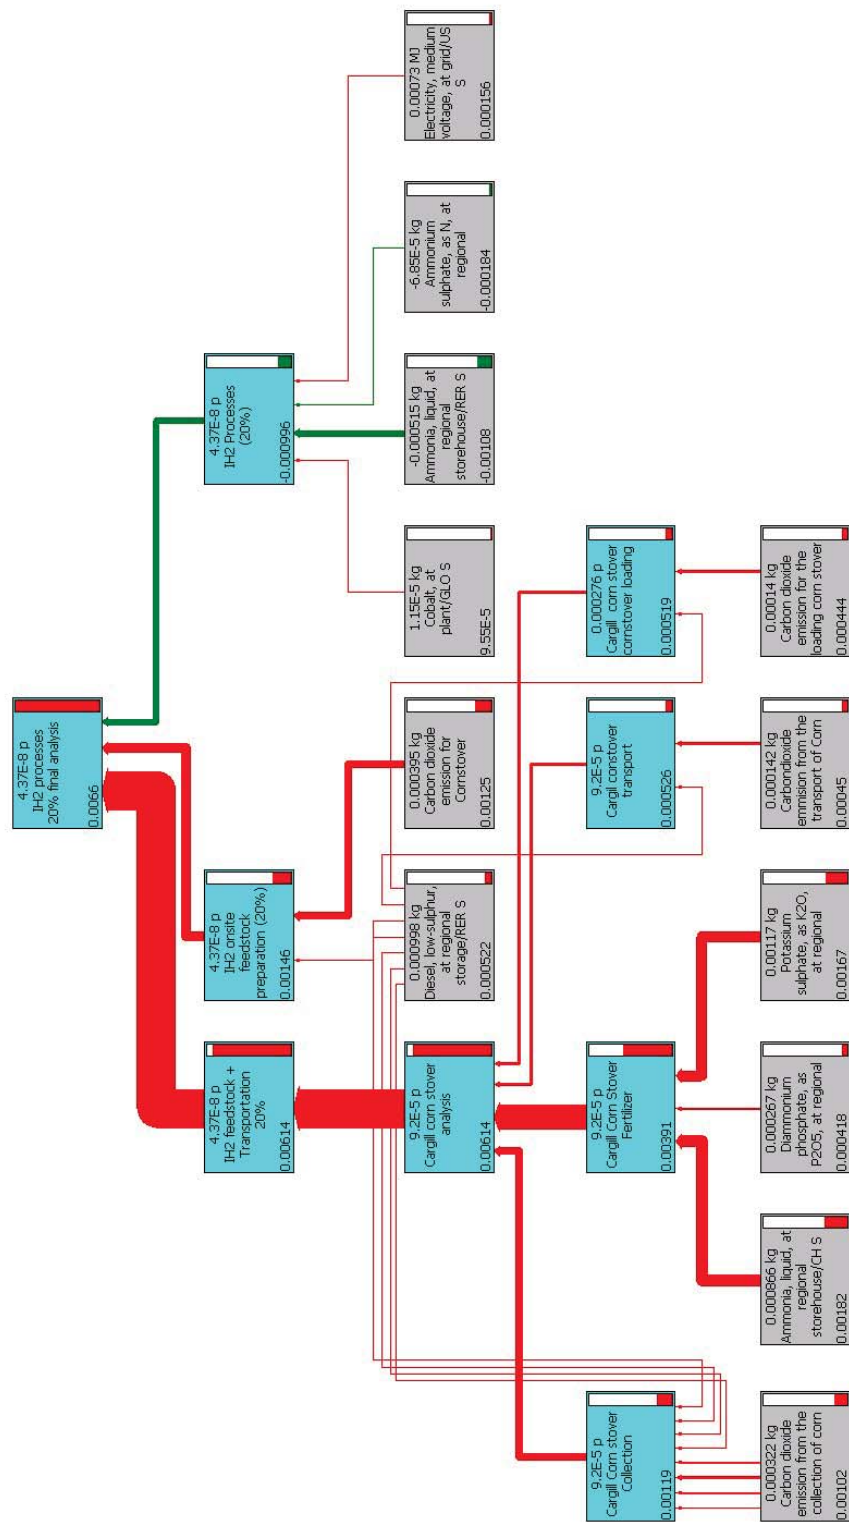 4.37E-8 p
IH2 processes
20% final analysis
0.0066
4.37E-8 p
IH2 feedstock +
Transportation
20%
0.00614
4.37E-8 p
IH2 onsite
feedstock
preparation (20%)
0.00146
4.37E-8 p
IH2 Processes
(20%)
-0.000996
9.2E-5 p
Cargill corn stover
analysis
0.00614
0.000998 kg
Diesel, low-sulphur,
at regional
storage/RER S
0.000522
0.000395 kg
Carbon dioxide
emission for
Cornstover
0.00125
1.15E-5 kg
Cobalt, at
plant/GLO S
9.55E-5
-0.000515 kg
Ammonia, liquid, at
regional
storehouse/RER S
-0.00108
-6.85E-5 kg
Ammonium
sulphate, as N, at
regional
-0.000184
0.00073 MJ
Electricity, medium
voltage, at grid/US
S
0.000156
9.2E-5 p
Cargill Corn stover
Collection
0.00119
9.2E-5 p
Cargill Corn Stover
Fertilizer
0.00391
9.2E-5 p
Cargil constover
transport
0.000526
0.000276 p
Cargill corn stover
cornstover loading
0.000519
0.000322 kg
Carbon dioxide
emission from the
collection of corn
0.00102
0.000866 kg
Ammonia, liquid, at
regional
storehouse/CH S
0.00182
0.000267 kg
Diammonium
phosphate, as
P2O5, at regional
0.000418
0.00117 kg
Potassium
sulphate, as K2O,
at regional
0.00167
0.000142 kg
Carbondioxide
emmision from the
transport of Corn
0.00045
0.00014 kg
Carbon dioxide
emission for the
loading corn stover
0.000444